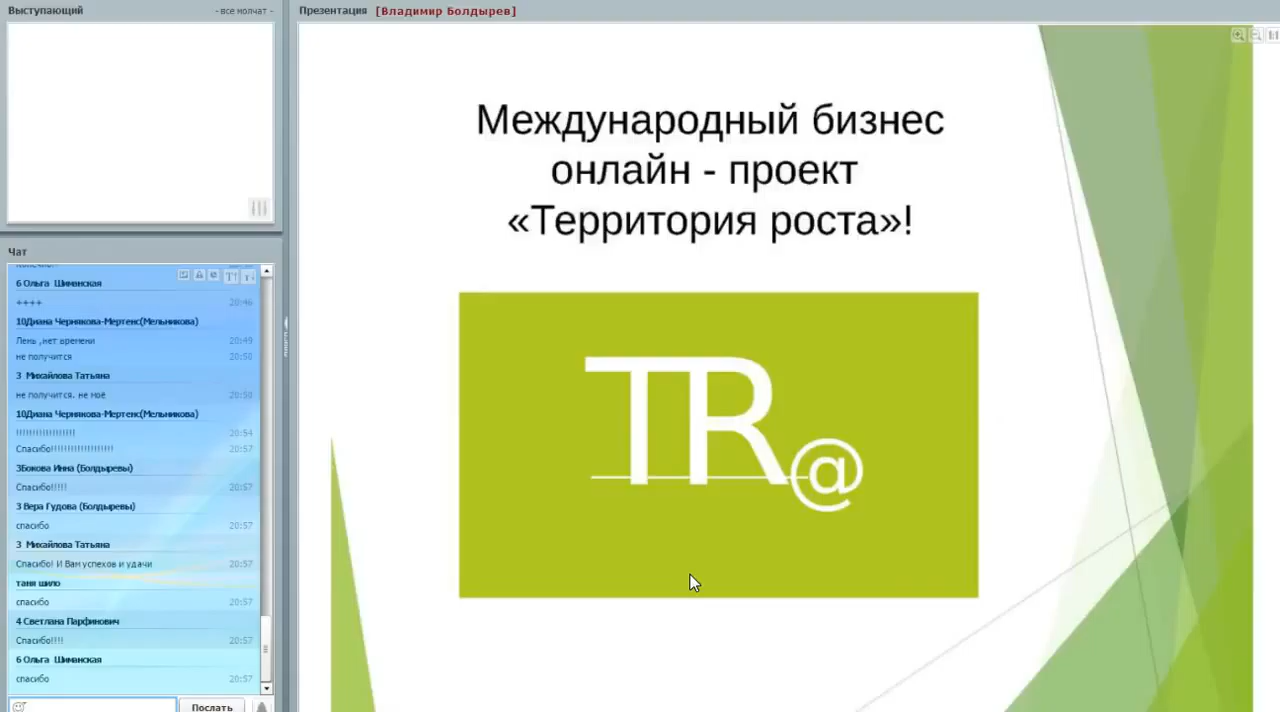 Выступающий
- все молчат -
Презентация [Владимир Болдырев]
Международный бизнес
онлайн - проект
«Территория роста»!
TR@
Чат
6 Ольга Шиманская
++++ 20:46
10Диана Чернякова-Мертенс(Мельникова)
Лень ,нет времени 20:49
не получится 20:50
3 Михайлова Татьяна
не получится. не моё 20:50
10Диана Чернякова-Мертенс(Мельникова)
!!!!!!!!!!!!!!!!!! 20:54
Спасибо!!!!!!!!!!!!!!!!!!! 20:57
3Бокова Инна (Болдыревы)
Спасибо!!!!! 20:57
3 Вера Гудова (Болдыревы)
спасибо 20:57
3 Михайлова Татьяна
Спасибо! И Вам успехов и удачи 20:57
таня шило
спасибо 20:57
4 Светлана Парфинович
Спасибо!!!! 20:57
6 Ольга Шиманская
спасибо 20:57
Послать